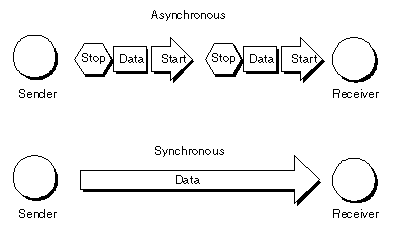 Asynchronous
Stop Data Start Stop Data Start
Sender Receiver
Synchronous
Data
Sender Receiver